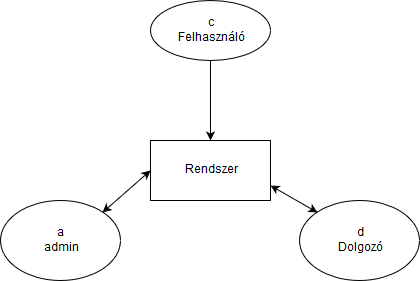 c
Felhasználó
Rendszer
a
admin
d
Dolgozó